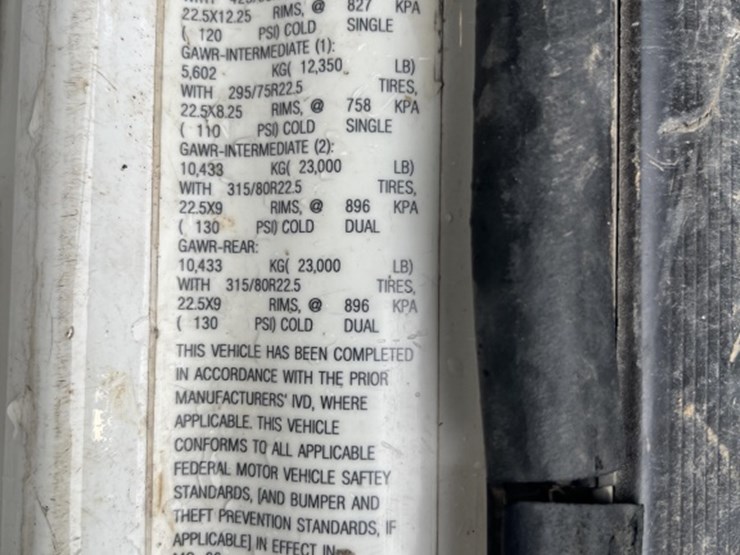 22.5X12.25 RIMS, @ 827 KPA
( 120 PSI) COLD SINGLE
GAWR-INTERMEDIATE (1):
5,602 KG( 12,350 LB)
WITH 295/75R22.5 TIRES,
22.5X8.25 RIMS, @ 758 KPA
( 110 PSI) COLD SINGLE
GAWR-INTERMEDIATE (2):
10,433 KG( 23,000 LB)
WITH 315/80R22.5 TIRES,
22.5X9 RIMS, @ 896 KPA
( 130 PSI) COLD DUAL
GAWR-REAR:
10,433 KG( 23,000 LB)
WITH 315/80R22.5 TIRES,
22.5X9 RIMS, @ 896 KPA
( 130 PSI) COLD DUAL
THIS VEHICLE HAS BEEN COMPLETED
IN ACCORDANCE WITH THE PRIOR
MANUFACTURERS' IVD, WHERE
APPLICABLE. THIS VEHICLE
CONFORMS TO ALL APPLICABLE
FEDERAL MOTOR VEHICLE SAFTEY
STANDARDS, [AND BUMPER AND
THEFT PREVENTION STANDARDS, IF
APPLICABLE] IN EFFECT IN